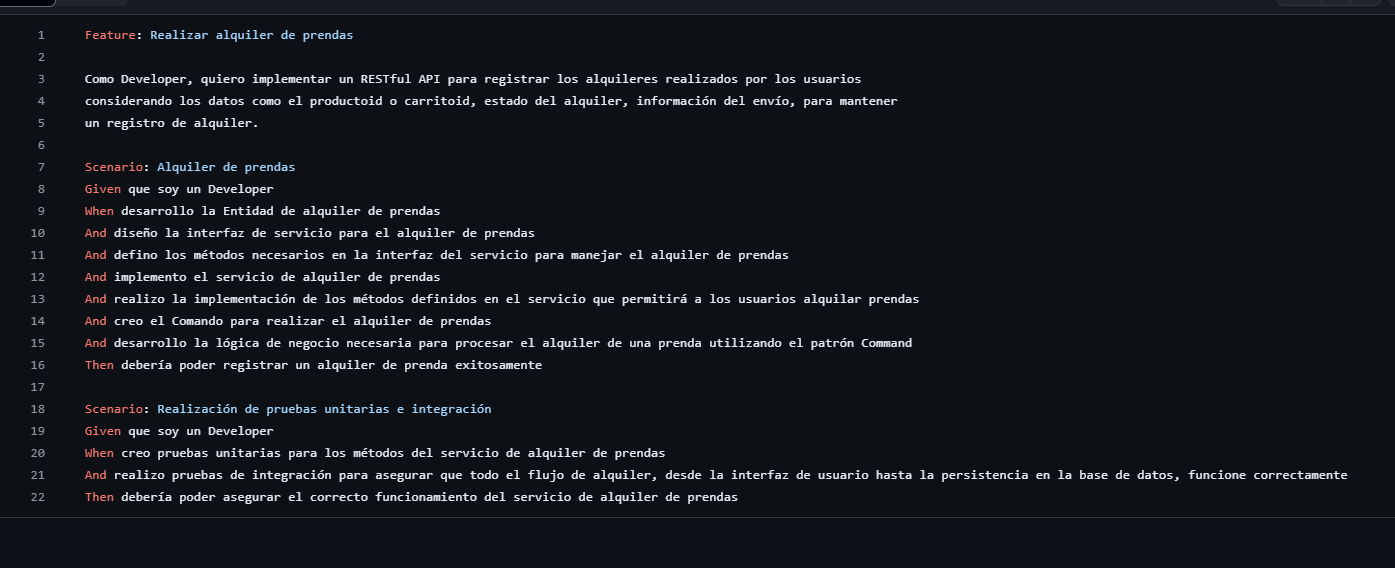 1 Feature: Realizar alquiler de prendas
2
3 Como Developer, quiero implementar un RESTful API para registrar los alquileres realizados por los usuarios
4 considerando los datos como el productoid o carritoid, estado del alquiler, información del envío, para mantener
5 un registro de alquiler.
6
7 Scenario: Alquiler de prendas
8 Given que soy un Developer
9 When desarrollo la Entidad de alquiler de prendas
10 And diseño la interfaz de servicio para el alquiler de prendas
11 And defino los métodos necesarios en la interfaz del servicio para manejar el alquiler de prendas
12 And implemento el servicio de alquiler de prendas
13 And realizo la implementación de los métodos definidos en el servicio que permitirá a los usuarios alquilar prendas
14 And creo el Comando para realizar el alquiler de prendas
15 And desarrollo la lógica de negocio necesaria para procesar el alquiler de una prenda utilizando el patrón Command
16 Then debería poder registrar un alquiler de prenda exitosamente
17
18 Scenario: Realización de pruebas unitarias e integración
19 Given que soy un Developer
20 When creo pruebas unitarias para los métodos del servicio de alquiler de prendas
21 And realizo pruebas de integración para asegurar que todo el flujo de alquiler, desde la interfaz de usuario hasta la persistencia en la base de datos, funcione correctamente
22 Then debería poder asegurar el correcto funcionamiento del servicio de alquiler de prendas